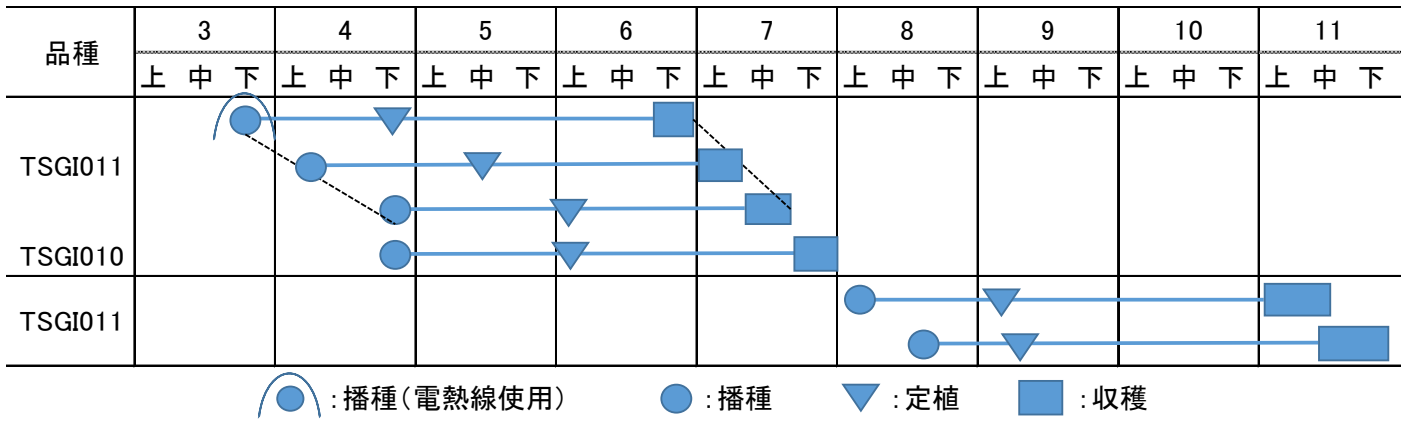 品種 3 4 5 6 7 8 9 10 11
上 中 下 上 中 下 上 中 下 上 中 下 上 中 下 上 中 下 上 中 下 上 中 下 上 中 下
TSGI011
TSGI010
TSGI011
:播種(電熱線使用) :播種 :定植 :収穫